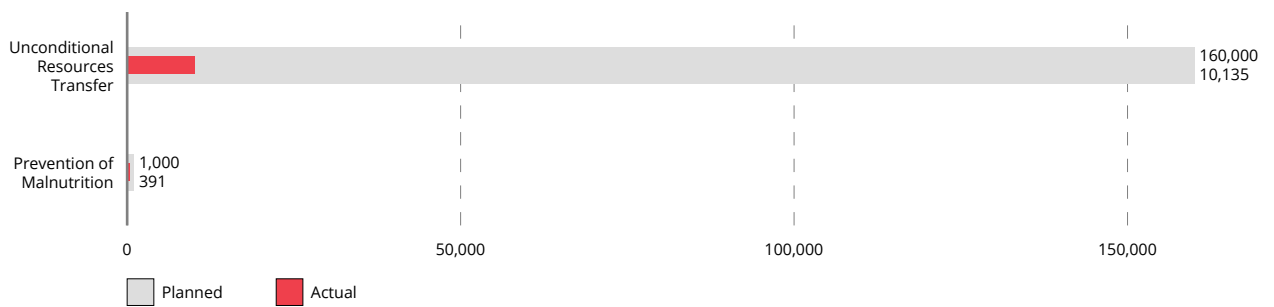 Unconditional
Resources
Transfer
160,000
10,135
Prevention of
Malnutrition
1,000
391
0
50,000
100,000
150,000
Planned
Actual